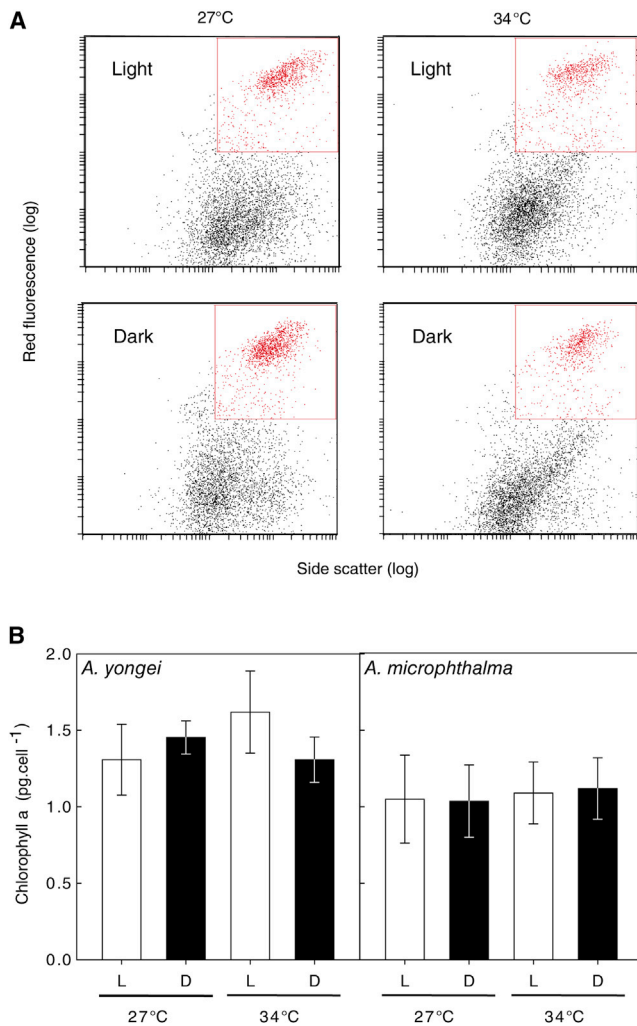 A
27°C
34°C
Light
Light
Dark
Dark
Red fluorescence (log)
Side scatter (log)
B
2.0
1.5
1.0
0.5
0.0
Chlorophyll a (pg.cell -1)
A. yongei
A. microphthalma
L D L D L D L D
27°C 34°C 27°C 34°C